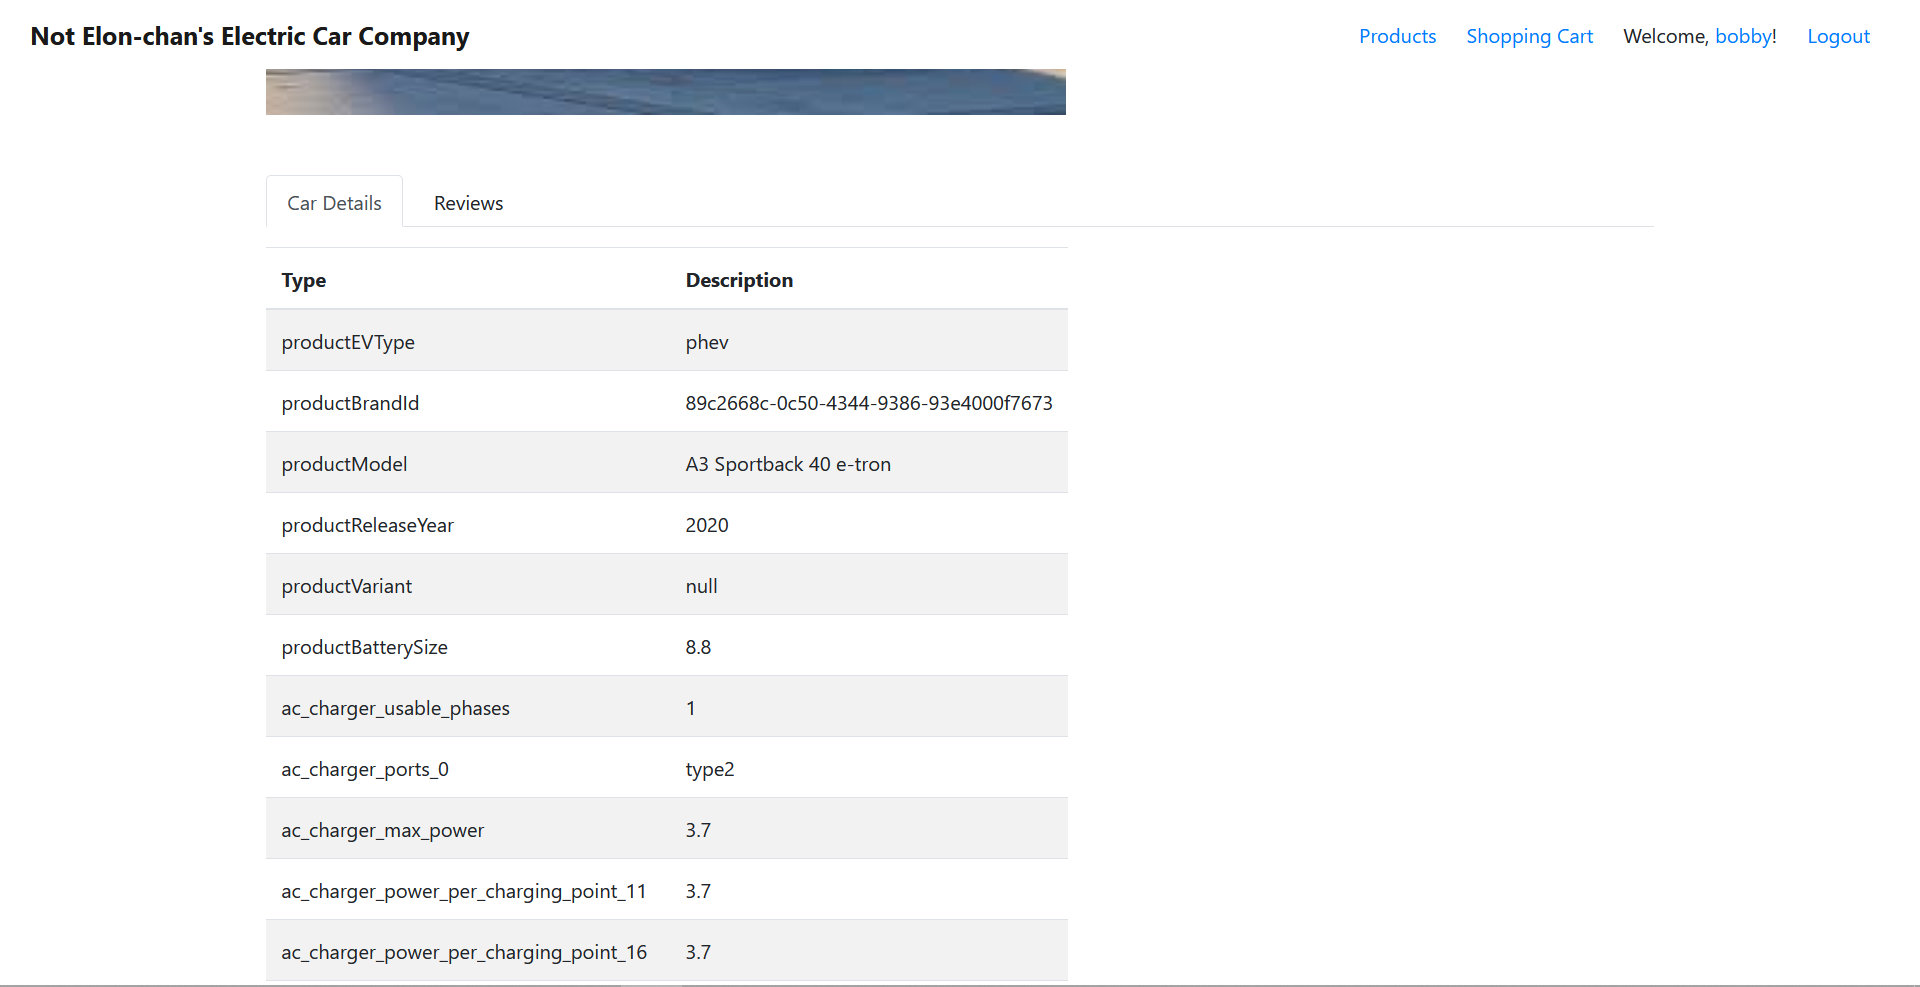 Not Elon-chan's Electric Car Company
Products Shopping Cart Welcome, bobby! Logout
Car Details Reviews
Type Description
productEVType phev
productBrandId 89c2668c-0c50-4344-9386-93e4000f7673
productModel A3 Sportback 40 e-tron
productReleaseYear 2020
productVariant null
productBatterySize 8.8
ac_charger_usable_phases 1
ac_charger_ports_0 type2
ac_charger_max_power 3.7
ac_charger_power_per_charging_point_11 3.7
ac_charger_power_per_charging_point_16 3.7